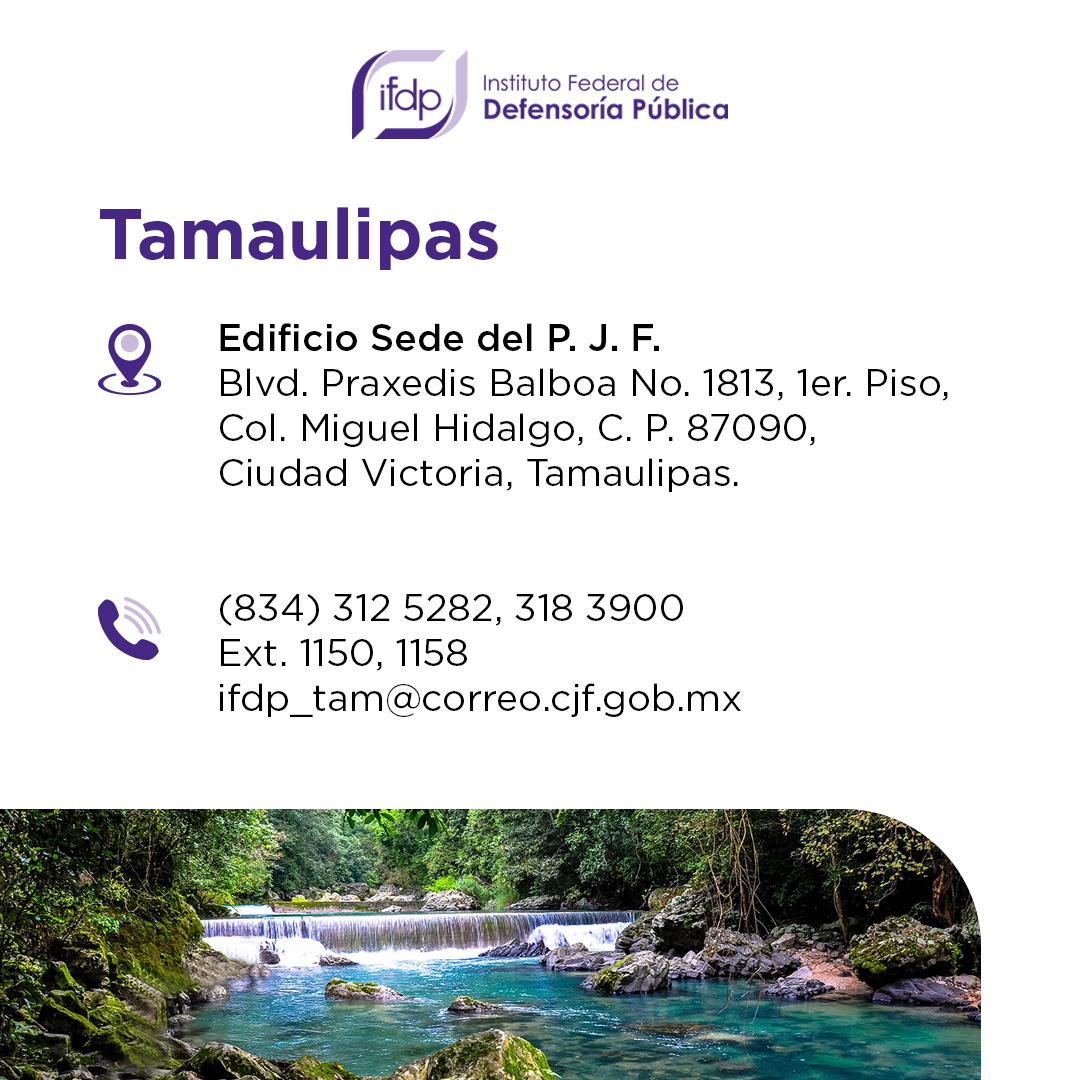 ifdp
Instituto Federal de
Defensoría Pública
Tamaulipas
Edificio Sede del P. J. F.
Blvd. Praxedis Balboa No. 1813, 1er. Piso,
Col. Miguel Hidalgo, C. P. 87090,
Ciudad Victoria, Tamaulipas.
(834) 312 5282, 318 3900
Ext. 1150, 1158
ifdp_tam@correo.cjf.gob.mx